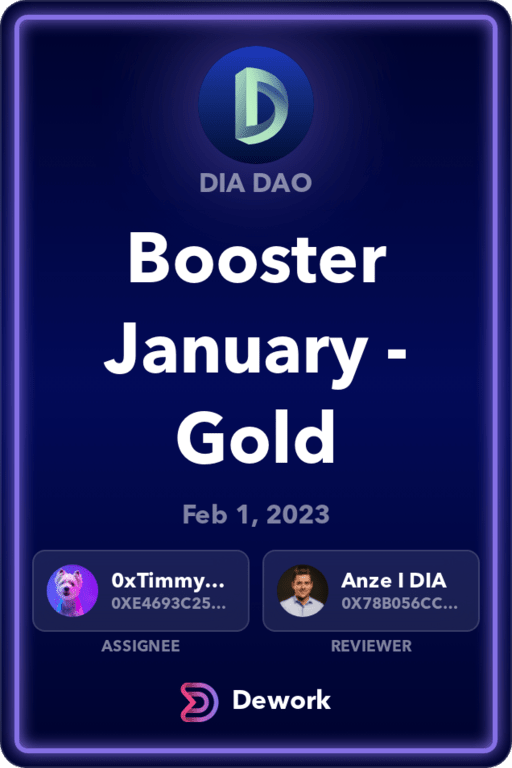 DIA DAO
Booster
January -
Gold
Feb 1, 2023
0xTimmy...
0XE4693C25...
ASSIGNEE
Anze I DIA
0X78B056CC...
REVIEWER
Dework